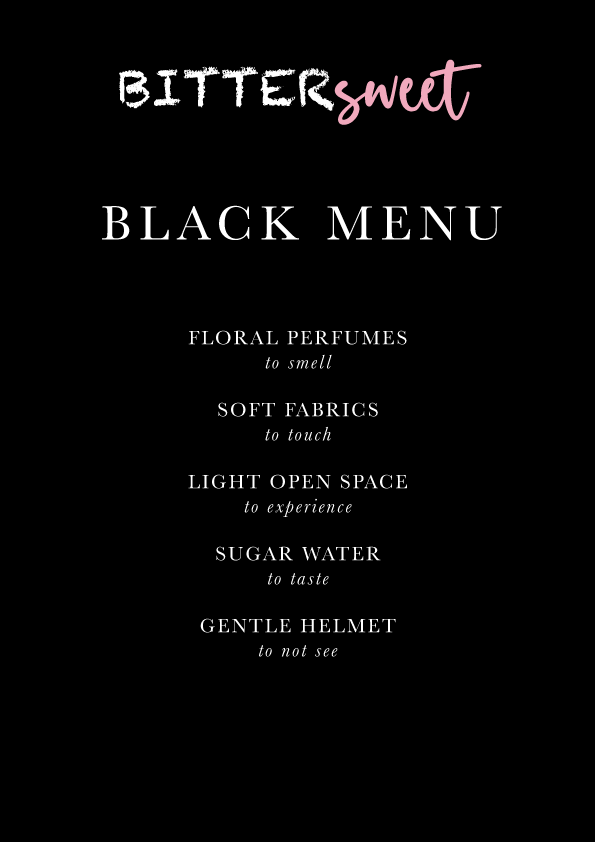 BITTERsweet
BLACK MENU
FLORAL PERFUMES
to smell
SOFT FABRICS
to touch
LIGHT OPEN SPACE
to experience
SUGAR WATER
to taste
GENTLE HELMET
to not see